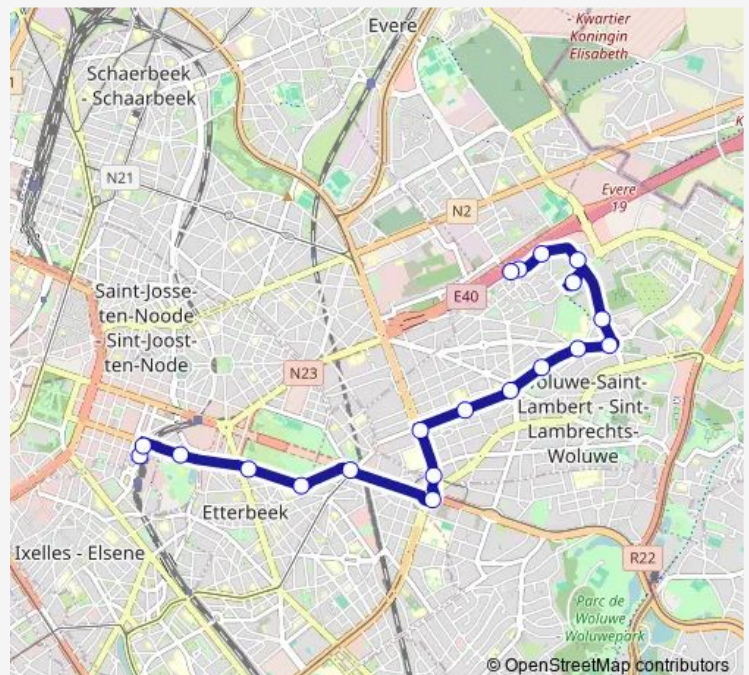 Evere
- Kwartier
Koningin
Elisabeth
Schaerbeek
- Schaarbeek
N21
N2
Evere
19
E40
Saint-Josse-
ten-Noode
- Sint-Joost-
ten-Node
N23
Woluwe-Saint-
Lambert - Sint-
Lambrechts-
Woluwe
Etterbeek
Ixelles - Elsene
R22
Parc de
Woluwe
Woluwepark
© OpenStreetMap contributors